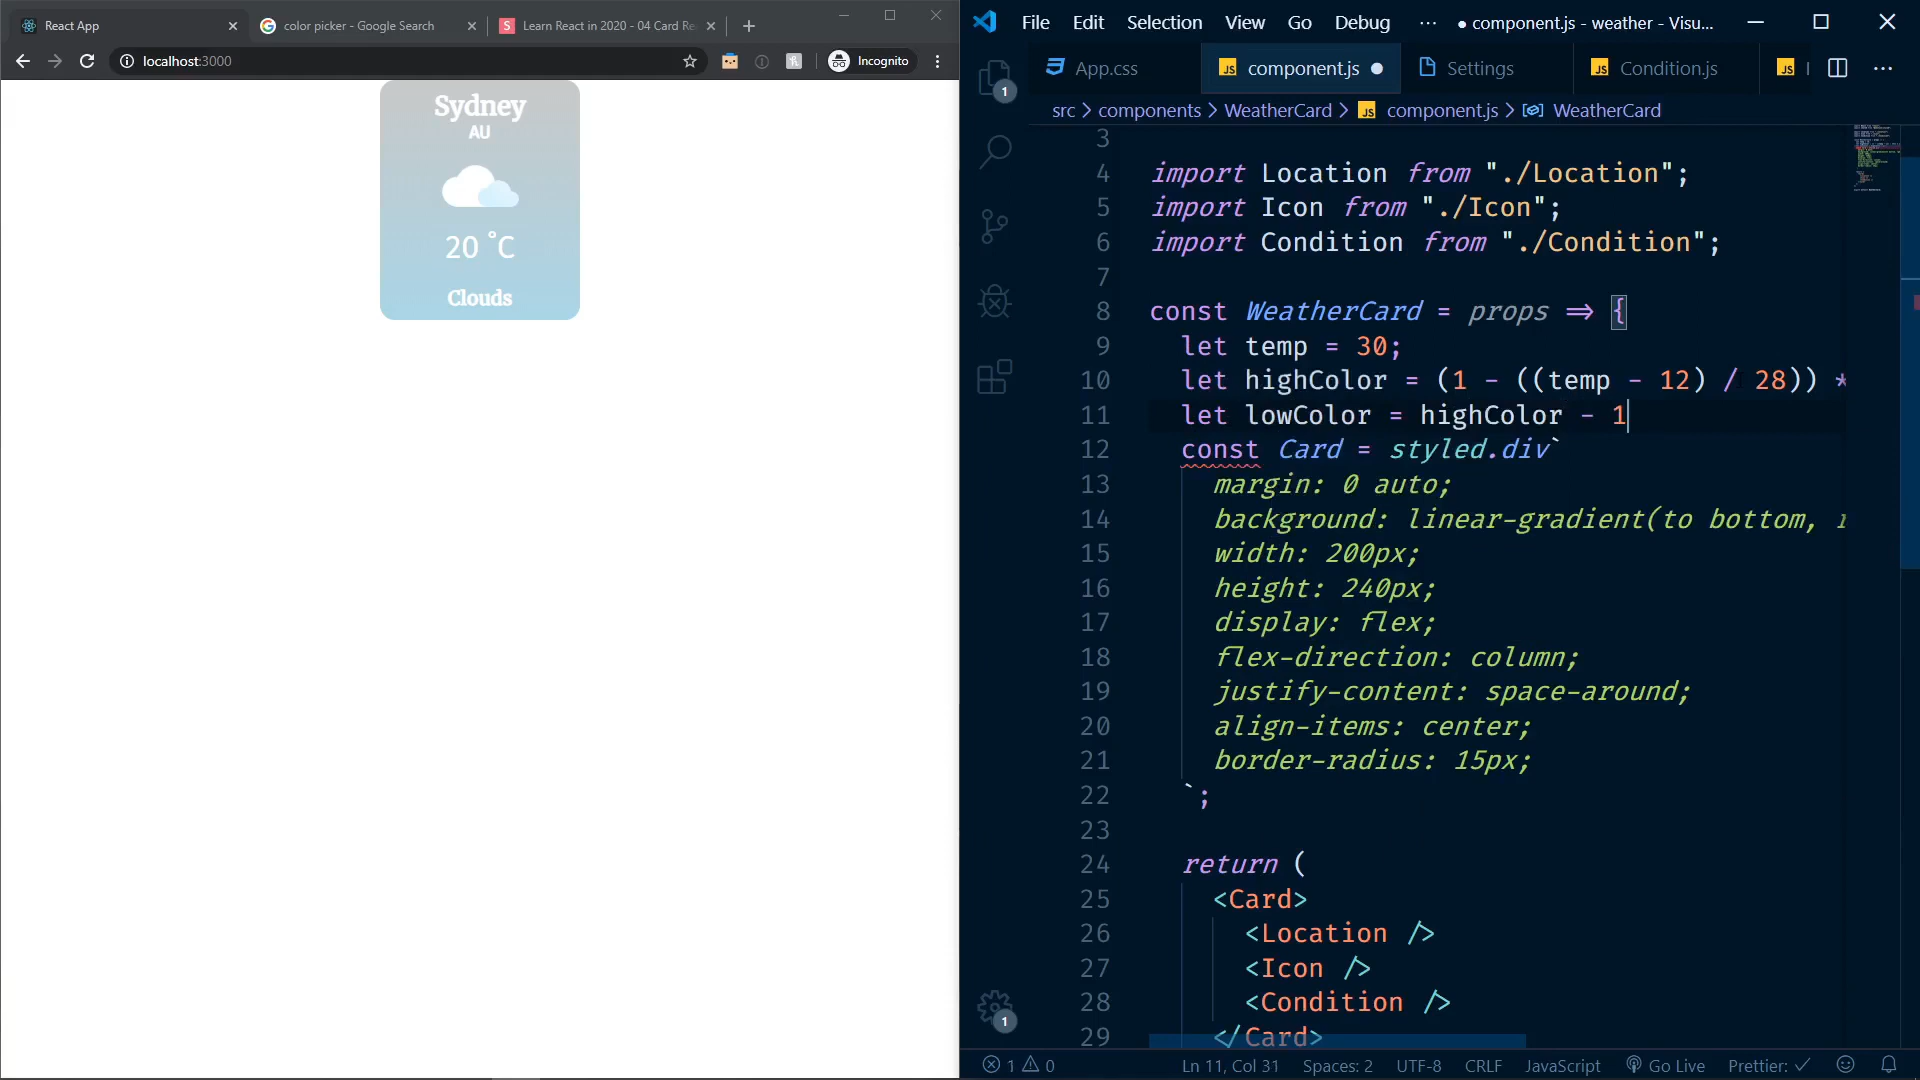 React App
color picker - Google Search
Learn React in 2020 - 04 Card Re
localhost:3000
Incognito
Sydney
AU
20 °C
Clouds
File Edit Selection View Go Debug ··· ● component.js - weather - Visu...
App.css
component.js
Settings
Condition.js
src > components > WeatherCard > component.js > WeatherCard
1
3
4 import Location from "./Location";
5 import Icon from "./Icon";
6 import Condition from "./Condition";
7
8 const WeatherCard = props => {
9 let temp = 30;
10 let highColor = (1 - ((temp - 12) / 28)) *
11 let lowColor = highColor - 1
12 const Card = styled.div`
13 margin: 0 auto;
14 background: linear-gradient(to bottom,
15 width: 200px;
16 height: 240px;
17 display: flex;
18 flex-direction: column;
19 justify-content: space-around;
20 align-items: center;
21 border-radius: 15px;
22 `;
23
24 return (
25 <Card>
26 <Location />
27 <Icon />
28 <Condition />
29 </Card>
1
1 0 Ln 11, Col 31 Spaces: 2 UTF-8 CRLF JavaScript Go Live Prettier: ✓